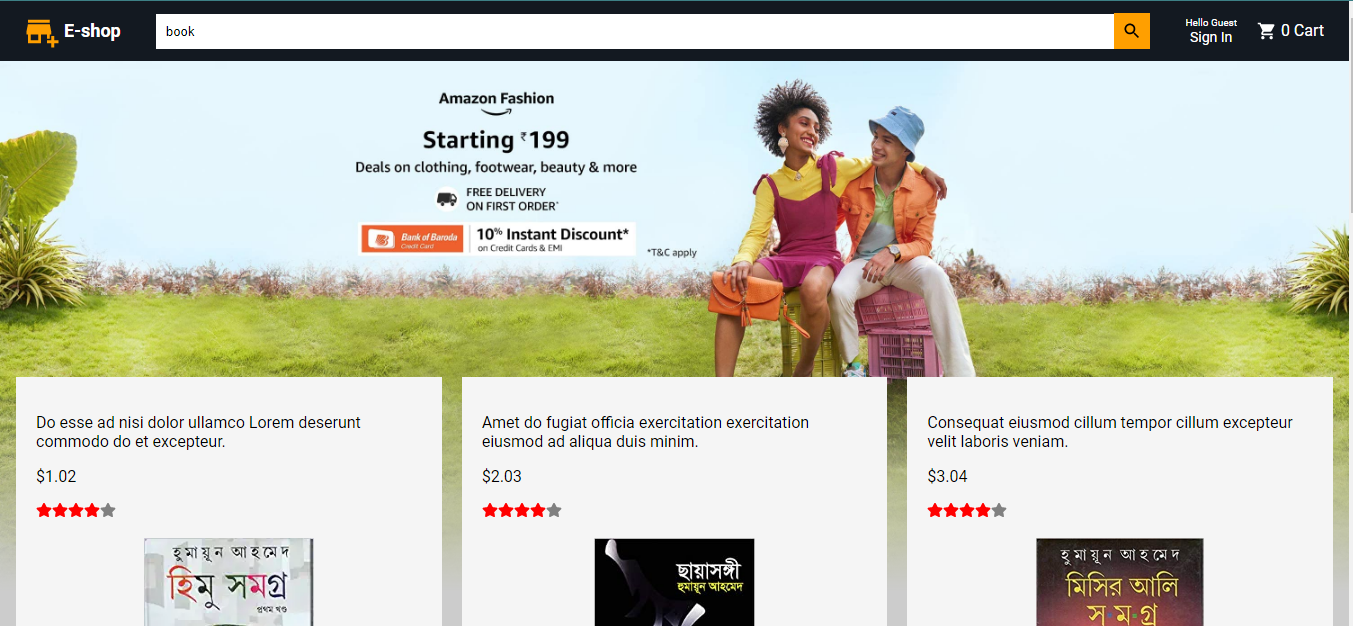 E-shop
book
Hello Guest
Sign In
0 Cart
Amazon Fashion
Starting ₹199
Deals on clothing, footwear, beauty & more
FREE DELIVERY
ON FIRST ORDER*
Bank of Baroda
Credit Card
10% Instant Discount*
on Credit Cards & EMI
*T&C apply
Do esse ad nisi dolor ullamco Lorem deserunt
commodo do et excepteur.
$1.02
হুমায়ূন আহমেদ
হিমু সমগ্র
প্রথম খণ্ড
Amet do fugiat officia exercitation exercitation
eiusmod ad aliqua duis minim.
$2.03
ছায়াসঙ্গী
হুমায়ূন আহমেদ
Consequat eiusmod cillum tempor cillum excepteur
velit laboris veniam.
$3.04
হুমায়ূন আহমেদ
মিসির আলি
সমগ্র